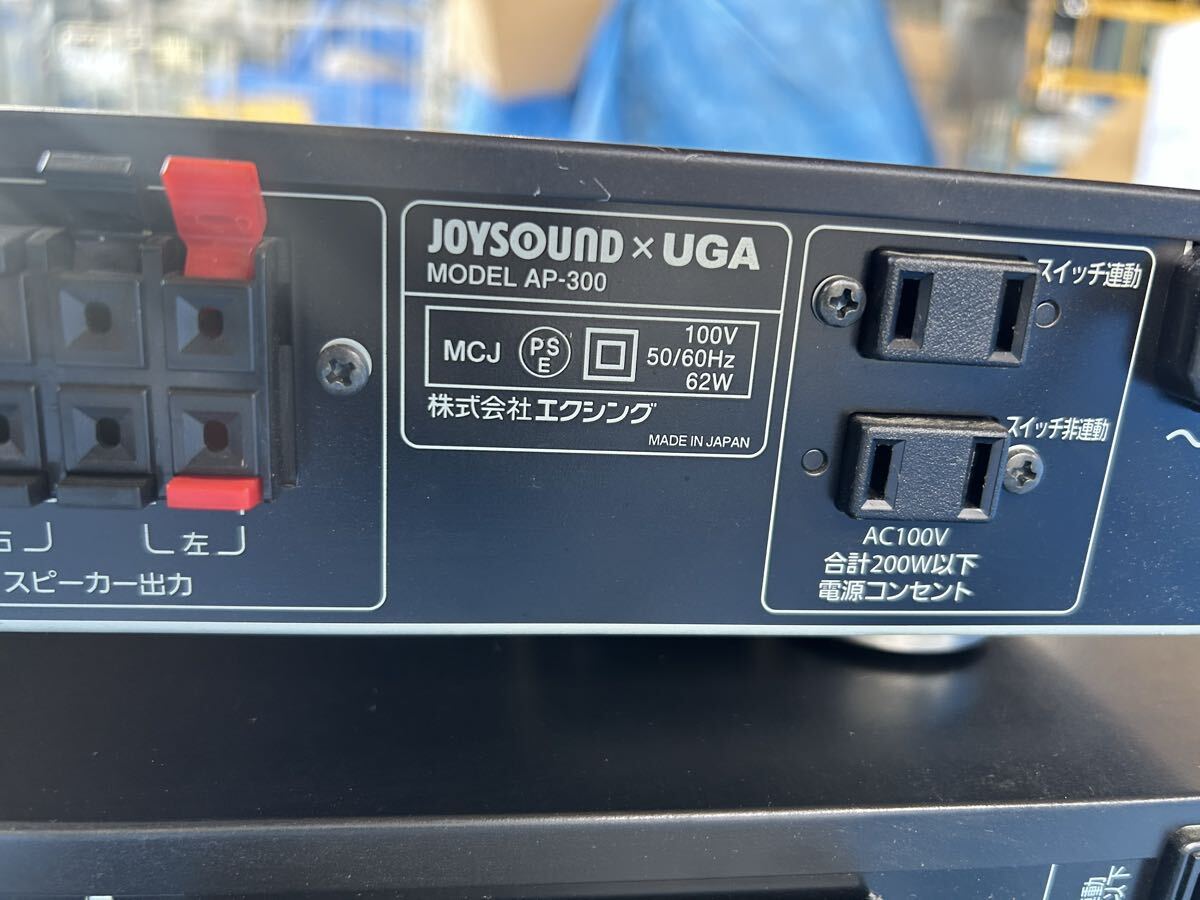 JOYSOUND × UGA
MODEL AP-300
MCJ
PS
E
100V
50/60Hz
62W
株式会社エクシング
MADE IN JAPAN
スイッチ連動
スイッチ非連動
AC100V
合計200W以下
電源コンセント
右
左
スピーカー出力